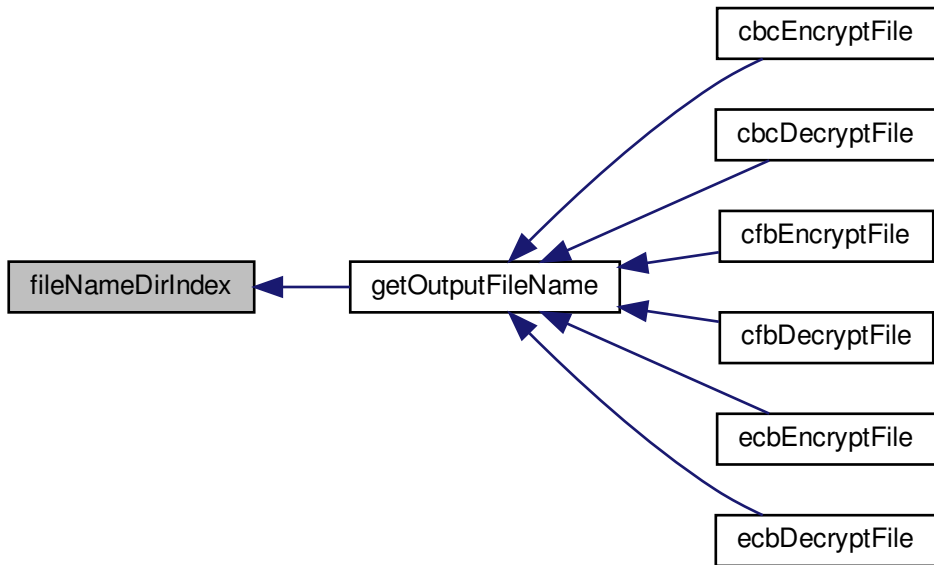 cbcEncryptFile
cbcDecryptFile
cfbEncryptFile
fileNameDirIndex
getOutputFileName
cfbDecryptFile
ecbEncryptFile
ecbDecryptFile